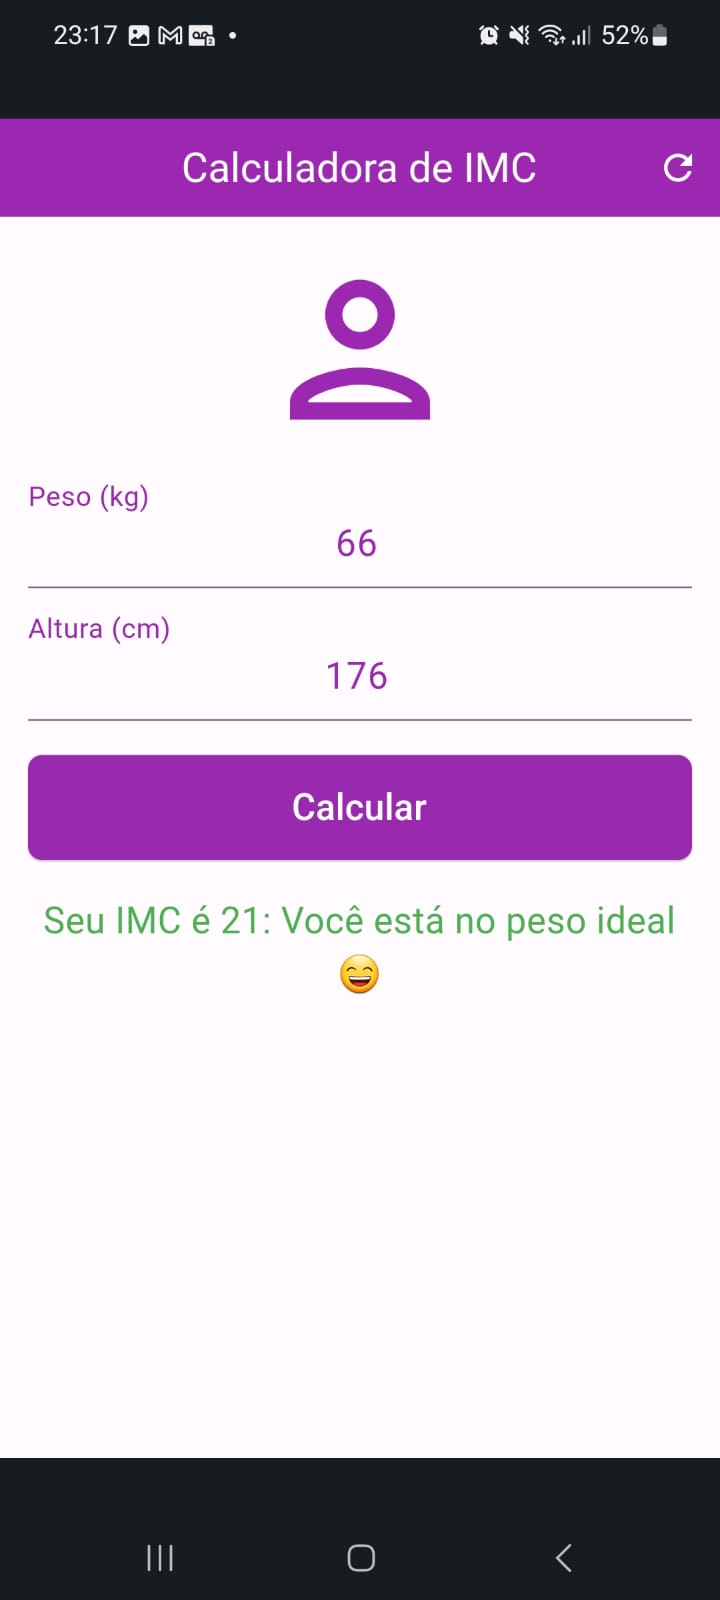 23:17 52%
Calculadora de IMC
Peso (kg)
66
Altura (cm)
176
Calcular
Seu IMC é 21: Você está no peso ideal
😄